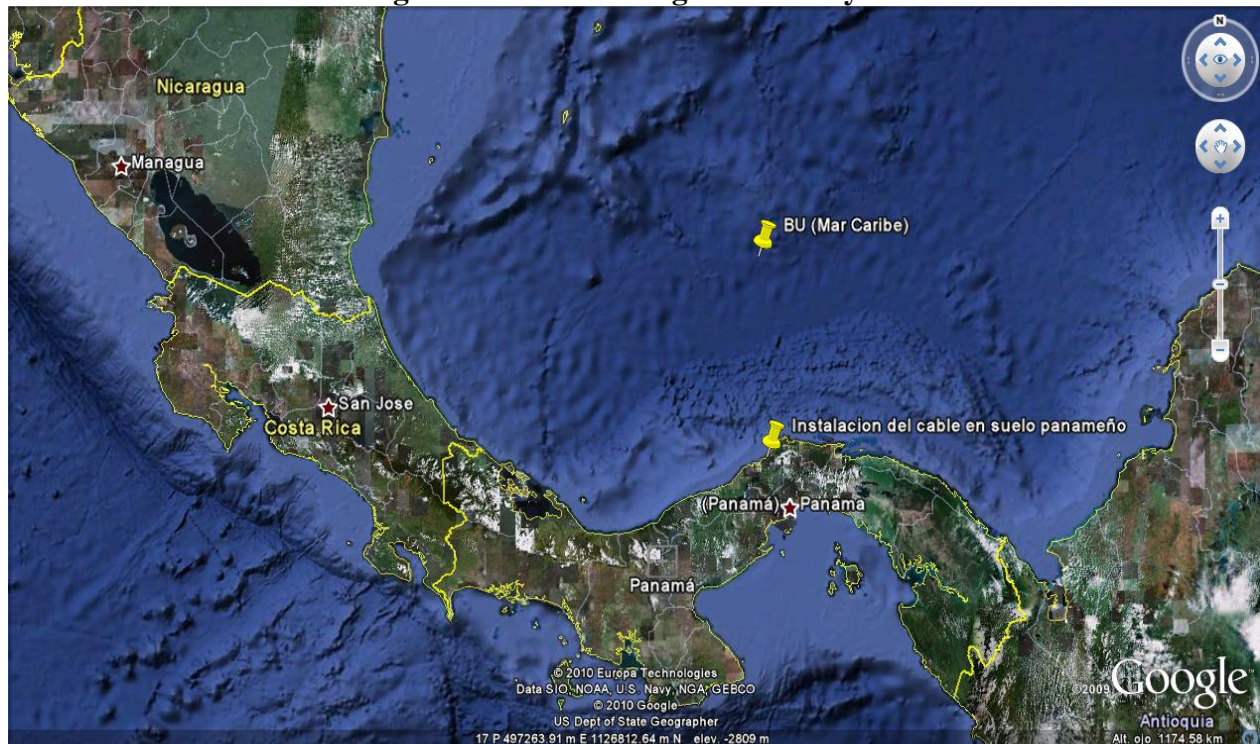 N
Nicaragua
Managua
BU (Mar Caribe)
San Jose
Costa Rica
Instalacion del cable en suelo panameño
(Panamá) Panáma
Panamá
© 2010 Europa Technologies
Data SIO, NOAA, U.S. Navy, NGA, GEBCO
© 2010 Google
US Dept of State Geographer
©2009 Google
Antioquia
17 P 497263.91 m E 1126812.64 m N elev. -2809 m
Alt. ojo 1174.58 km